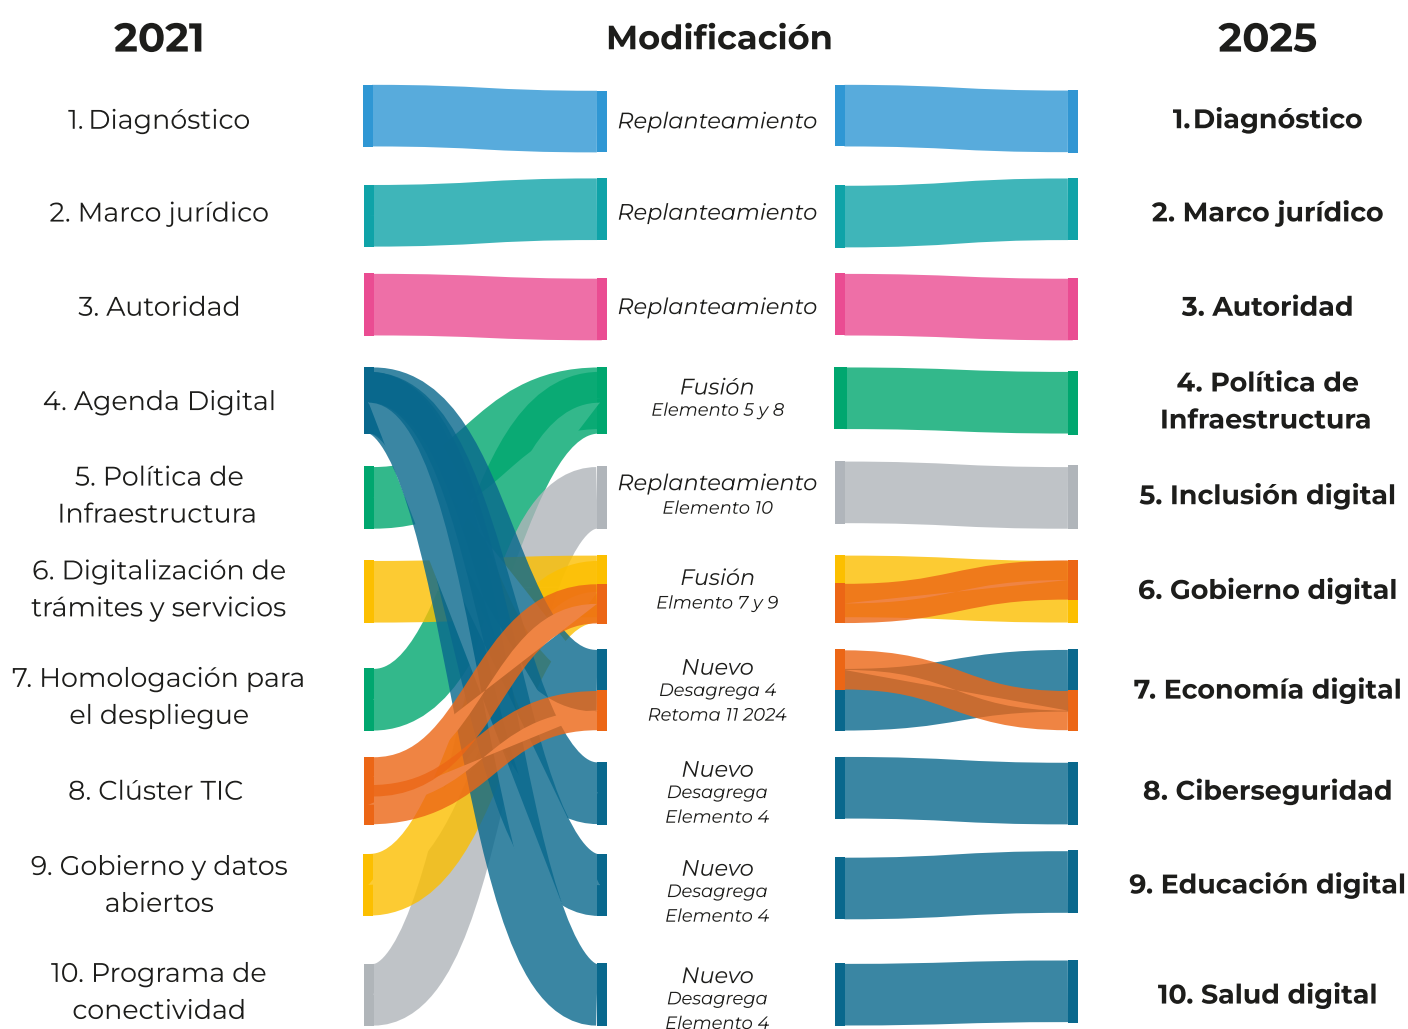 2021
Modificación
2025
1. Diagnóstico
Replanteamiento
1. Diagnóstico
2. Marco jurídico
Replanteamiento
2. Marco jurídico
3. Autoridad
Replanteamiento
3. Autoridad
4. Agenda Digital
Fusión
Elemento 5 y 8
4. Política de
Infraestructura
5. Política de
Infraestructura
Replanteamiento
Elemento 10
5. Inclusión digital
6. Digitalización de
trámites y servicios
Fusión
Elmento 7 y 9
6. Gobierno digital
7. Homologación para
el despliegue
Nuevo
Desagrega 4
Retoma 11 2024
7. Economía digital
8. Clúster TIC
Nuevo
Desagrega
Elemento 4
8. Ciberseguridad
9. Gobierno y datos
abiertos
Nuevo
Desagrega
Elemento 4
9. Educación digital
10. Programa de
conectividad
Nuevo
Desagrega
Elemento 4
10. Salud digital